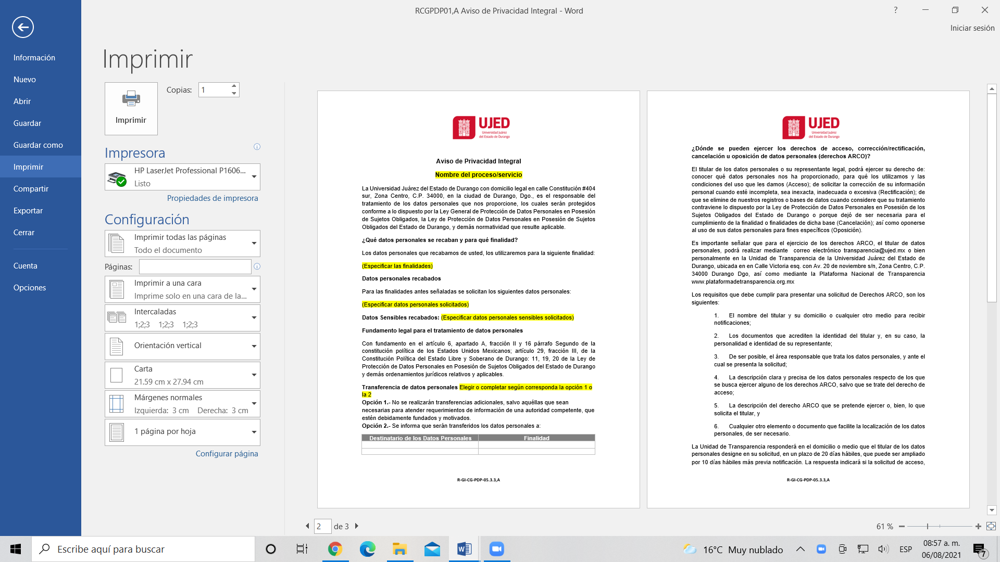 RCGPDP01,A Aviso de Privacidad Integral - Word
?
Iniciar sesión
Información
Nuevo
Abrir
Guardar
Guardar como
Imprimir
Compartir
Exportar
Cerrar
Cuenta
Opciones
Imprimir
Imprimir
Copias: 1
Impresora
HP LaserJet Professional P1606...
Listo
Propiedades de impresora
Configuración
Imprimir todas las páginas
Todo el documento
Páginas:
Imprimir a una cara
Imprime solo en una cara de la...
Intercaladas
1;2;3 1;2;3 1;2;3
Orientación vertical
Carta
21.59 cm x 27.94 cm
Márgenes normales
Izquierda: 3 cm Derecha: 3 cm
1 página por hoja
Configurar página
UJED
Universidad Juárez
del Estado de Durango
Aviso de Privacidad Integral
Nombre del proceso/servicio
La Universidad Juárez del Estado de Durango con domicilio legal en calle Constitución #404
sur, Zona Centro, C.P. 34000, en la ciudad de Durango, Dgo., es el responsable del
tratamiento de los datos personales que nos proporcione, los cuales serán protegidos
conforme a lo dispuesto por la Ley General de Protección de Datos Personales en Posesión
de Sujetos Obligados, la Ley de Protección de Datos Personales en Posesión de Sujetos
Obligados del Estado de Durango, y demás normatividad que resulte aplicable.
¿Qué datos personales se recaban y para qué finalidad?
Los datos personales que recabamos de usted, los utilizaremos para la siguiente finalidad:
(Especificar las finalidades)
Datos personales recabados
Para las finalidades antes señaladas se solicitan los siguientes datos personales:
(Especificar datos personales solicitados)
Datos Sensibles recabados: (Especificar datos personales sensibles solicitados)
Fundamento legal para el tratamiento de datos personales
Con fundamento en el artículo 6, apartado A, fracción II y 16 párrafo Segundo de la
constitución política de los Estados Unidos Mexicanos; artículo 29, fracción III, de la
Constitución Política del Estado Libre y Soberano de Durango: 11, 19, 20 de la Ley de
Protección de Datos Personales en Posesión de Sujetos Obligados del Estado de Durango
y demás ordenamientos jurídicos relativos y aplicables.
Transferencia de datos personales Elegir o completar según corresponda la opción 1 o
la 2
Opción 1.- No se realizarán transferencias adicionales, salvo aquéllas que sean
necesarias para atender requerimientos de información de una autoridad competente, que
estén debidamente fundados y motivados.
Opción 2.- Se informa que serán transferidos los datos personales a:
Destinatario de los Datos Personales Finalidad
R-GI-CG-PDP-05.3.3,A
UJED
Universidad Juárez
del Estado de Durango
¿Dónde se pueden ejercer los derechos de acceso, corrección/rectificación,
cancelación u oposición de datos personales (derechos ARCO)?
El titular de los datos personales o su representante legal, podrá ejercer su derecho de:
conocer qué datos personales nos ha proporcionado, para qué los utilizamos y las
condiciones del uso que les damos (Acceso); de solicitar la corrección de su información
personal cuando esté incompleta, sea inexacta, inadecuada o excesiva (Rectificación); de
que se elimine de nuestros registros o bases de datos cuando considere que su tratamiento
contraviene lo dispuesto por la Ley de Protección de Datos Personales en Posesión de los
Sujetos Obligados del Estado de Durango o porque dejó de ser necesaria para el
cumplimiento de la finalidad o finalidades de dicha base (Cancelación); así como oponerse
al uso de sus datos personales para fines específicos (Oposición).
Es importante señalar que para el ejercicio de los derechos ARCO, el titular de datos
personales, podrá realizar mediante correo electrónico transparencia@ujed.mx o bien
personalmente en la Unidad de Transparencia de la Universidad Juárez del Estado de
Durango, ubicada en en Calle Victoria esq. con Av. 20 de noviembre s/n, Zona Centro, C.P.
34000 Durango Dgo, así como mediante la Plataforma Nacional de Transparencia
www.plataformadetransparencia.org.mx
Los requisitos que debe cumplir para presentar una solicitud de Derechos ARCO, son los
siguientes:
1. El nombre del titular y su domicilio o cualquier otro medio para recibir
notificaciones;
2. Los documentos que acrediten la identidad del titular y, en su caso, la
personalidad e identidad de su representante;
3. De ser posible, el área responsable que trata los datos personales, y ante el
cual se presenta la solicitud;
4. La descripción clara y precisa de los datos personales respecto de los que
se busca ejercer alguno de los derechos ARCO, salvo que se trate del derecho de
acceso;
5. La descripción del derecho ARCO que se pretende ejercer o, bien, lo que
solicita el titular, y
6. Cualquier otro elemento o documento que facilite la localización de los datos
personales, de ser necesario.
La Unidad de Transparencia responderá en el domicilio o medio que el titular de los datos
personales designe en su solicitud, en un plazo de 20 días hábiles, que puede ser ampliado
por 10 días hábiles más previa notificación. La respuesta indicará si la solicitud de acceso,
R-GI-CG-PDP-05.3.3,A
2 de 3
61 %
Escribe aquí para buscar
16°C Muy nublado
ESP
08:57 a. m.
06/08/2021
7